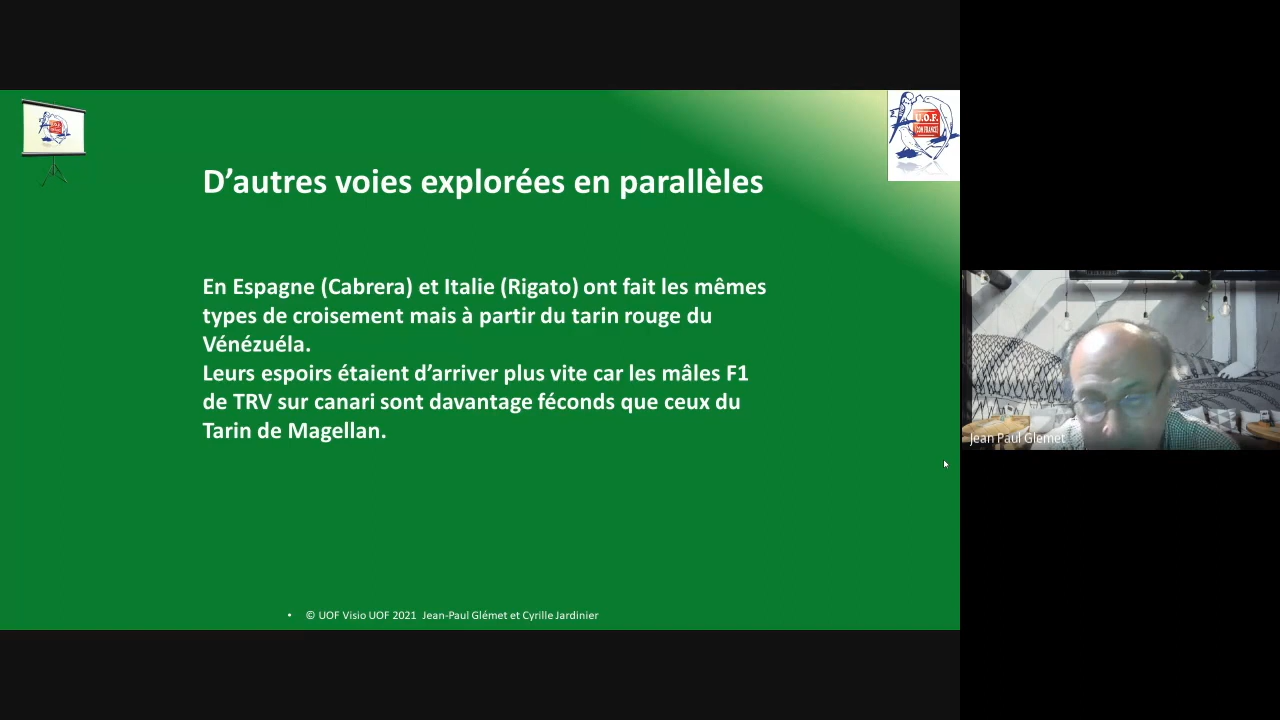 U.O.F.
COM FRANCE
D’autres voies explorées en parallèles
En Espagne (Cabrera) et Italie (Rigato) ont fait les mêmes
types de croisement mais à partir du tarin rouge du
Vénézuéla.
Leurs espoirs étaient d’arriver plus vite car les mâles F1
de TRV sur canari sont davantage féconds que ceux du
Tarin de Magellan.
• © UOF Visio UOF 2021 Jean-Paul Glémet et Cyrille Jardinier
Jean Paul Glemet